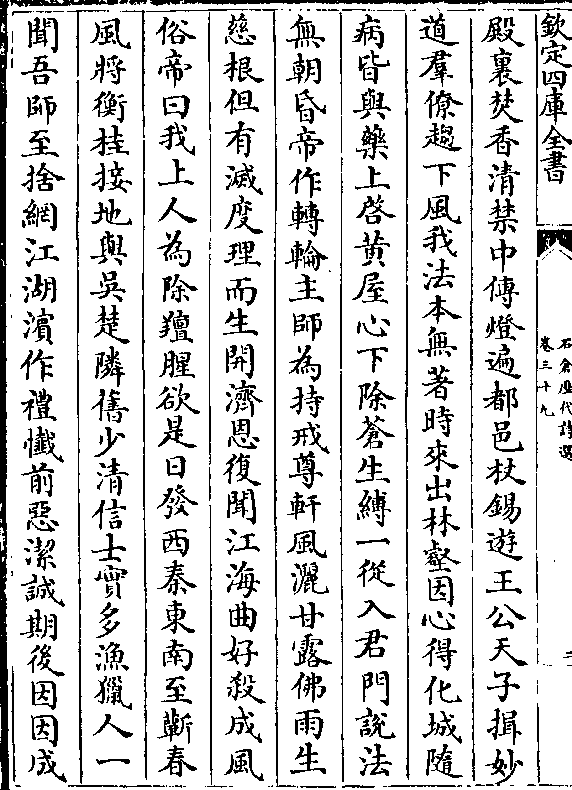 欽定四庫全書
石倉歷代詩選
卷三十九
二
殿裏焚香清禁中傳燈遍都邑杖錫遊王公天子揖妙
道羣僚趨下風我法本無著時來出林壑因心得化城隨
病皆與藥上啓黄屋心下除蒼生縛一從入君門說法
無朝昏帝作轉輪主師為持戒尊軒風灑甘露佛雨生
慈根但有滅度理而生開濟恩復聞江海曲好殺成風
俗帝曰我上人為除羶腥欲是日發西秦東南至蘄春
風將衡桂接地與吳楚隣舊少清信士實多漁獵人一
聞吾師至捨網江湖濱作禮懺前惡潔誠期後因因成